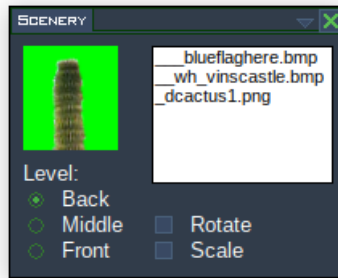 SCENERY
___blueflaghere.bmp
__wh_vinscastle.bmp
_dcactus1.png
Level:
Back
Middle
Rotate
Front
Scale